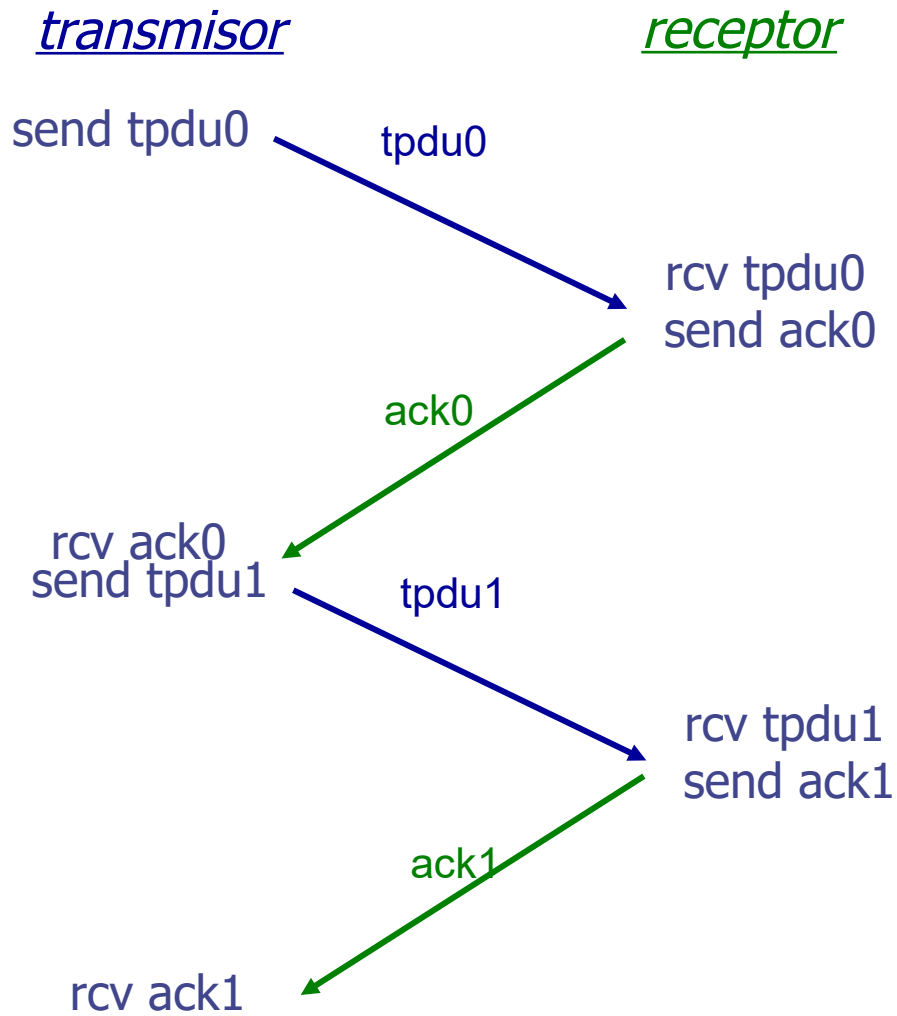 transmisor
receptor
send tpdu0
tpdu0
rcv tpdu0
send ack0
ack0
rcv ack0
send tpdu1
tpdu1
rcv tpdu1
send ack1
ack1
rcv ack1